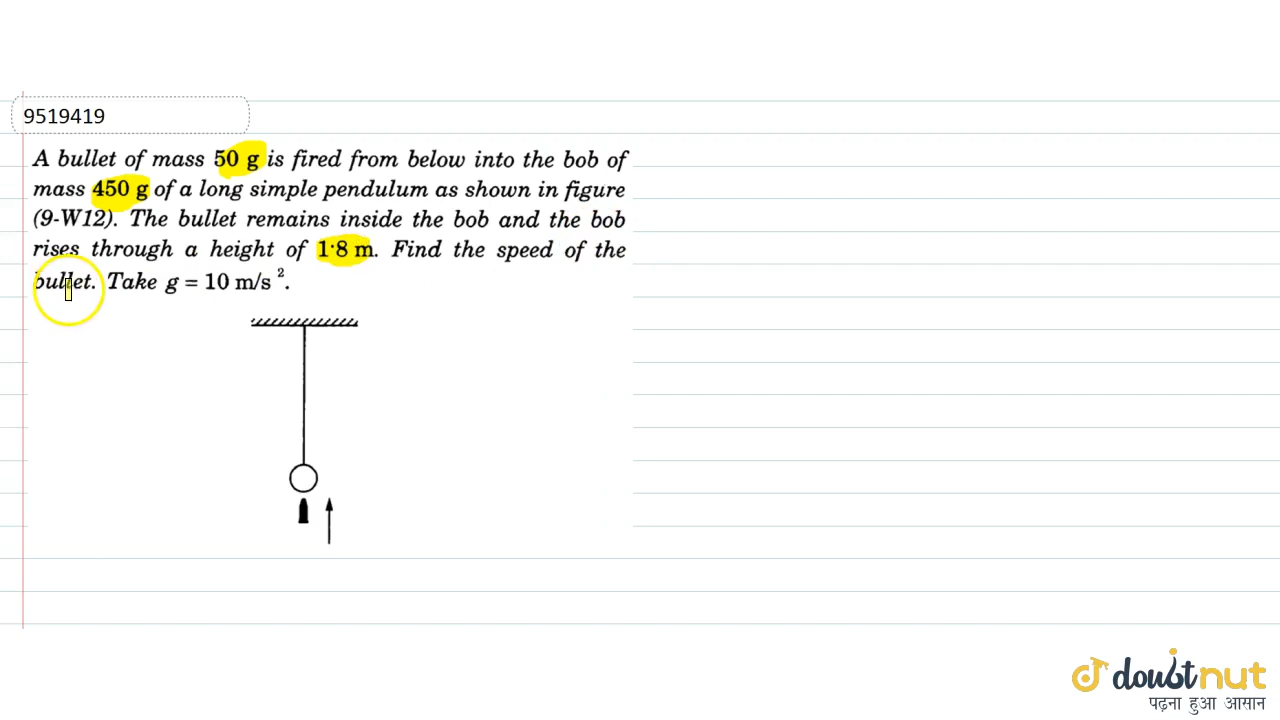 9519419
A bullet of mass 50 g is fired from below into the bob of
mass 450 g of a long simple pendulum as shown in figure
(9-W12). The bullet remains inside the bob and the bob
rises through a height of 1·8 m. Find the speed of the
bullet. Take g = 10 m/s ².
doubtnut
पढ़ना हुआ आसान